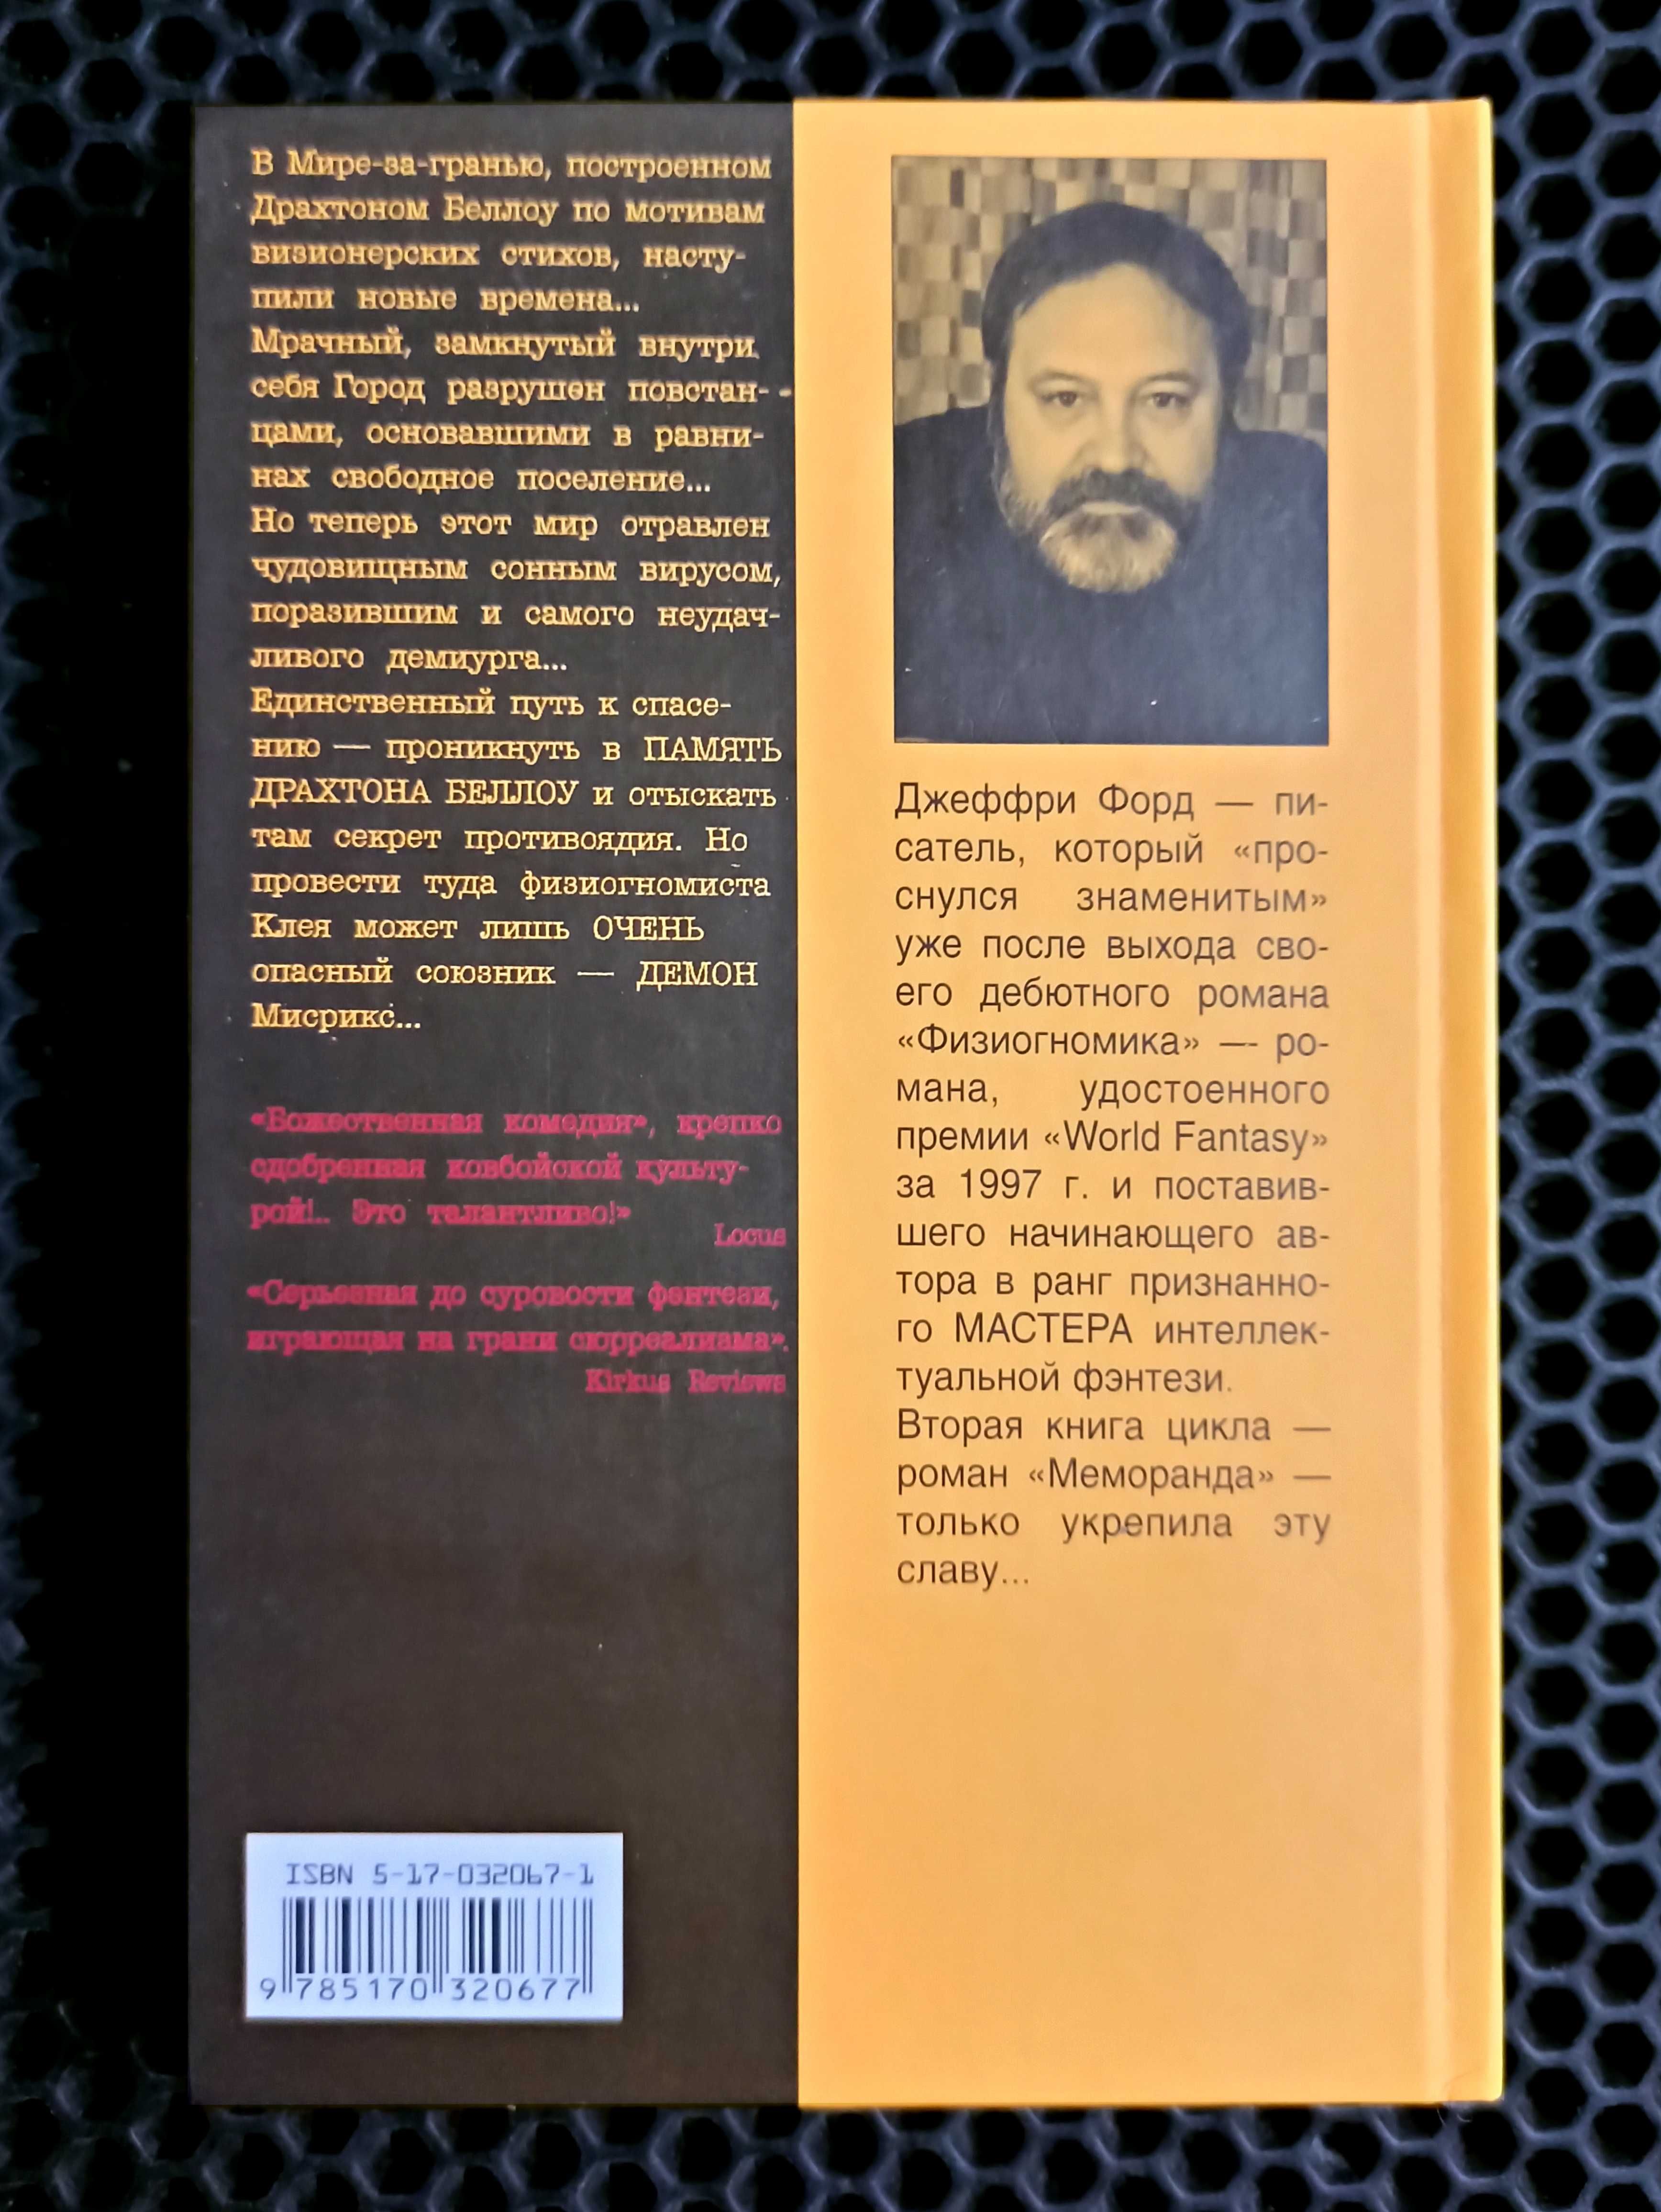 В Мире-за-гранью, построенном
Драхтоном Беллоу по мотивам
визионерских стихов, насту-
пили новые времена...
Мрачный, замкнутый внутри
себя Город разрушен повстан-
цами, основавшими в равни-
нах свободное поселение...
Но теперь этот мир отравлен
чудовищным сонным вирусом,
поразившим и самого неудач-
ливого демиурга...
Единственный путь к спасе-
нию — проникнуть в ПАМЯТЬ
ДРАХТОНА БЕЛЛОУ и отыскать
там секрет противоядия. Но
провести туда физиогномиста
Клея может лишь ОЧЕНЬ
опасный союзник — ДЕМОН
Мисрикс...
«Божественная комедия», крепко
сдобренная ковбойской культу-
рой!.. Это талантливо!»
Locus
«Серьезная до суровости фэнтези,
играющая на грани сюрреализма».
Kirkus Reviews
ISBN 5-17-032067-1
9 785170 320677
Джеффри Форд — пи-
сатель, который «про-
снулся знаменитым»
уже после выхода сво-
его дебютного романа
«Физиогномика» — ро-
мана, удостоенного
премии «World Fantasy»
за 1997 г. и поставив-
шего начинающего ав-
тора в ранг признанно-
го МАСТЕРА интеллек-
туальной фэнтези.
Вторая книга цикла —
роман «Меморанда» —
только укрепила эту
славу...